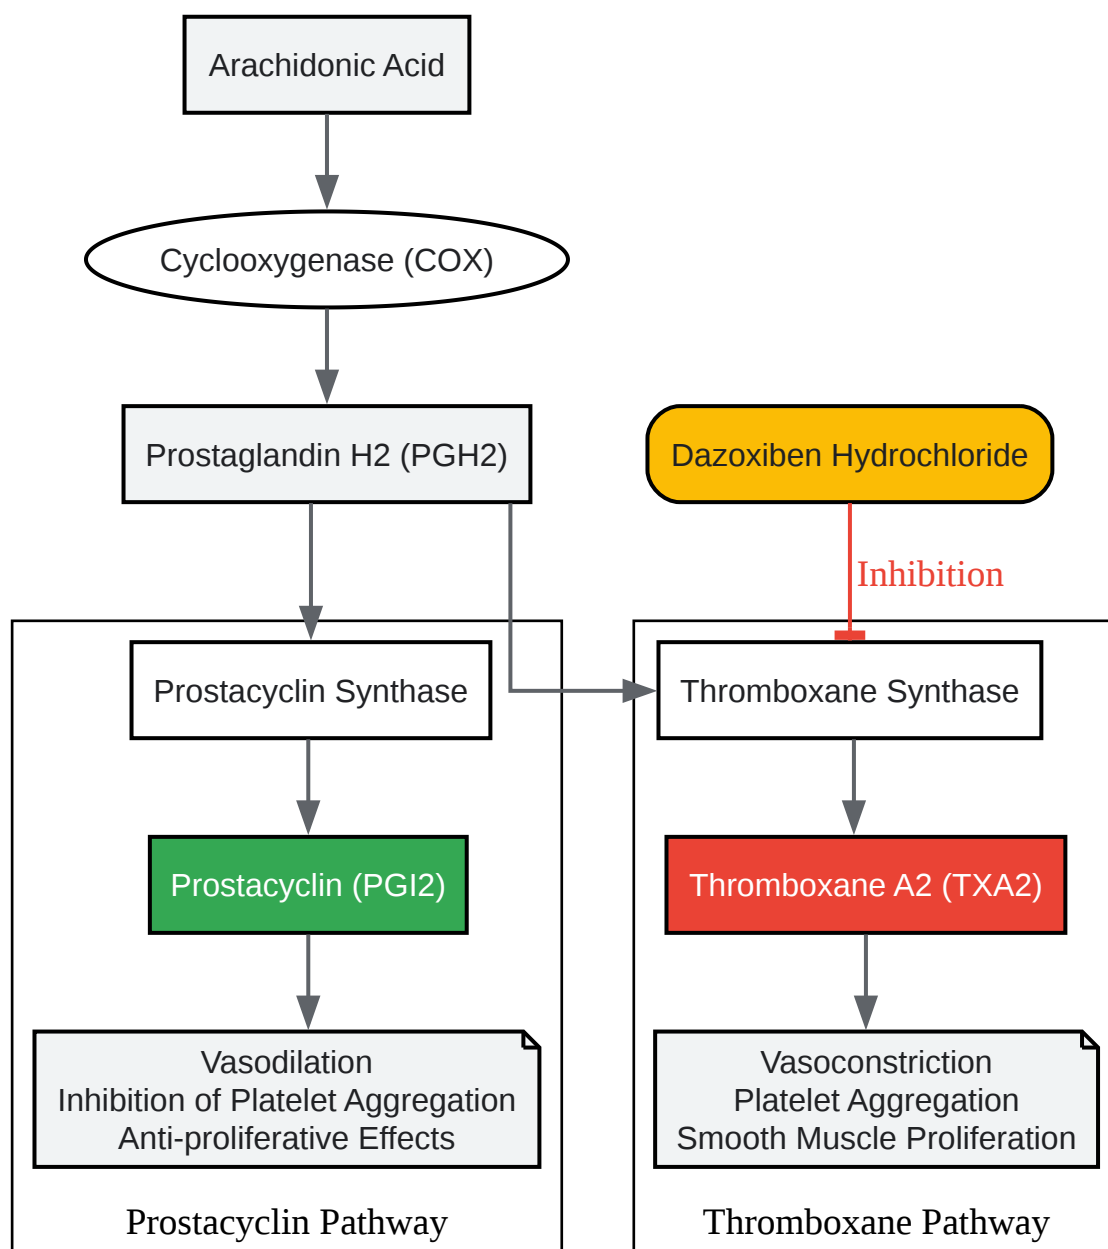 Arachidonic Acid
Cyclooxygenase (COX)
Prostaglandin H2 (PGH2)
Dazoxiben Hydrochloride
Inhibition
Prostacyclin Synthase
Thromboxane Synthase
Prostacyclin (PGI2)
Thromboxane A2 (TXA2)
Vasodilation
Inhibition of Platelet Aggregation
Anti-proliferative Effects
Vasoconstriction
Platelet Aggregation
Smooth Muscle Proliferation
Prostacyclin Pathway
Thromboxane Pathway